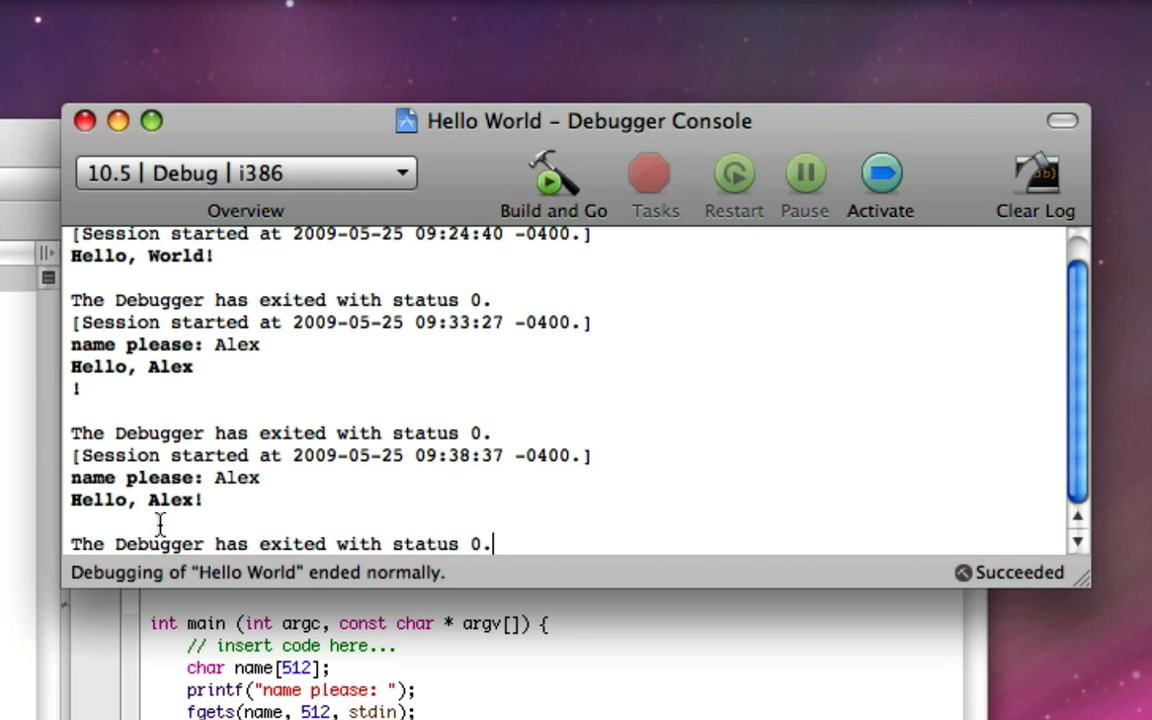 Hello World – Debugger Console
10.5 | Debug | i386
Overview
Build and Go
Tasks
Restart
Pause
Activate
Clear Log
[Session started at 2009-05-25 09:24:40 -0400.]
Hello, World!
The Debugger has exited with status 0.
[Session started at 2009-05-25 09:33:27 -0400.]
name please: Alex
Hello, Alex
!
The Debugger has exited with status 0.
[Session started at 2009-05-25 09:38:37 -0400.]
name please: Alex
Hello, Alex!
The Debugger has exited with status 0.
Debugging of “Hello World” ended normally.
Succeeded
int main (int argc, const char * argv[]) {
// insert code here...
char name[512];
printf("name please: ");
fgets(name, 512, stdin);